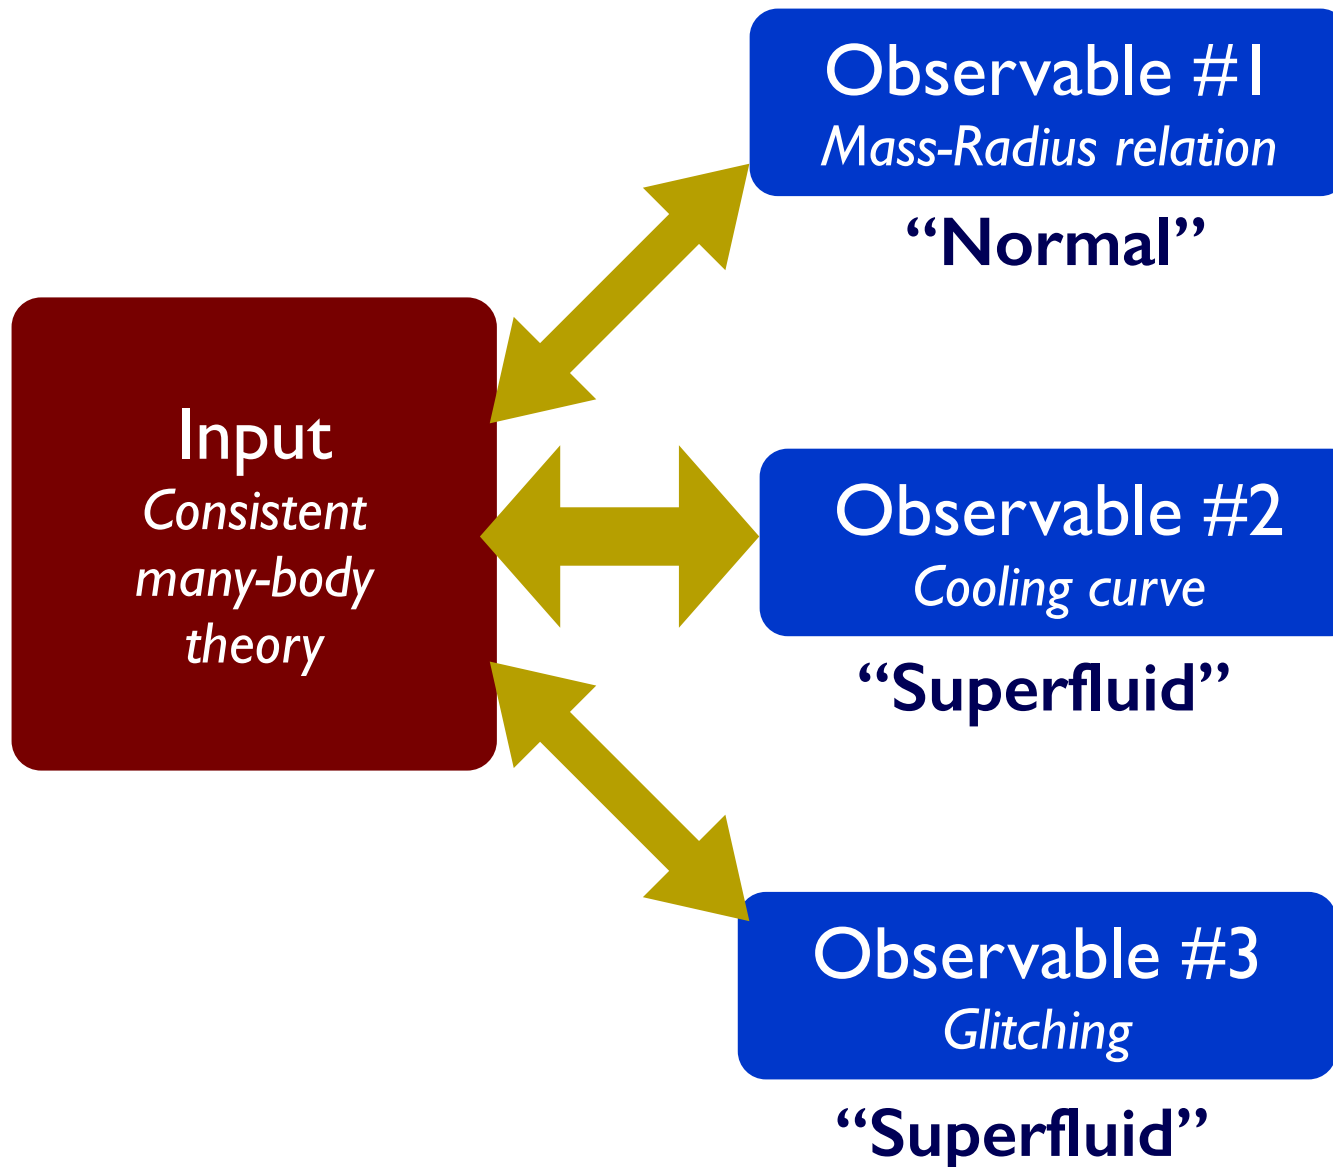 Observable #1
Mass-Radius relation
“Normal”
Input
Consistent
many-body
theory
Observable #2
Cooling curve
“Superfluid”
Observable #3
Glitching
“Superfluid”